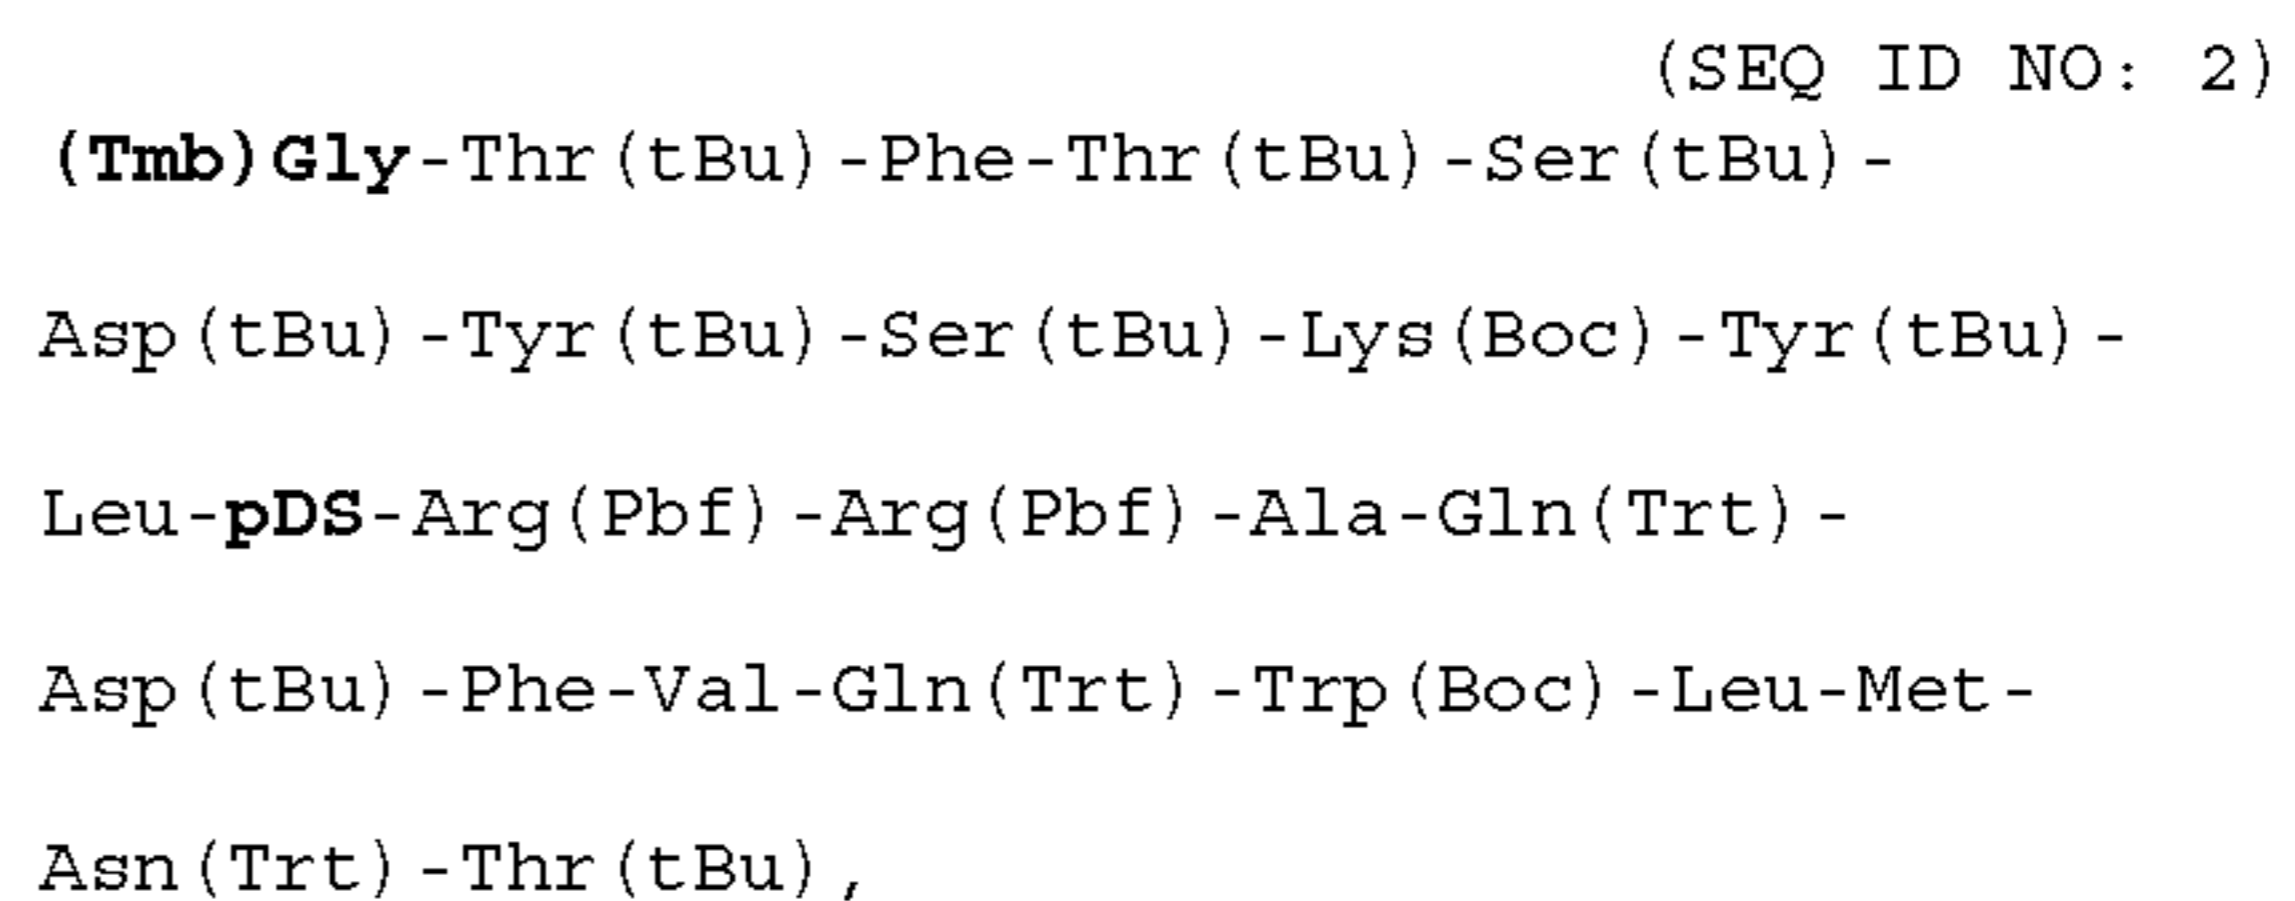 (SEQ ID NO: 2)
(Tmb)Gly-Thr(tBu)-Phe-Thr(tBu)-Ser(tBu)-
Asp(tBu)-Tyr(tBu)-Ser(tBu)-Lys(Boc)-Tyr(tBu)-
Leu-pDS-Arg(Pbf)-Arg(Pbf)-Ala-Gln(Trt)-
Asp(tBu)-Phe-Val-Gln(Trt)-Trp(Boc)-Leu-Met-
Asn(Trt)-Thr(tBu),